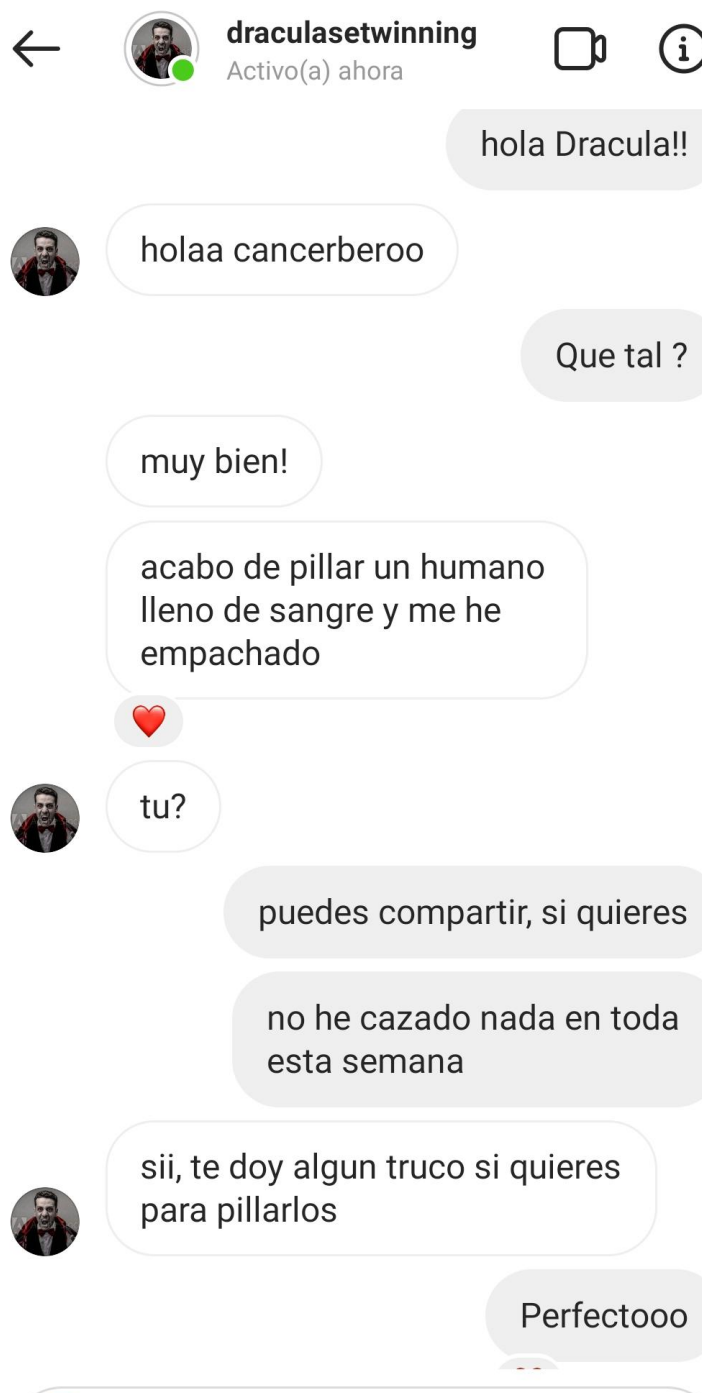 draculasetwinning
Activo(a) ahora
hola Dracula!!
holaa cancerberoo
Que tal ?
muy bien!
acabo de pillar un humano
lleno de sangre y me he
empachado
tu?
puedes compartir, si quieres
no he cazado nada en toda
esta semana
sii, te doy algun truco si quieres
para pillarlos
Perfectooo